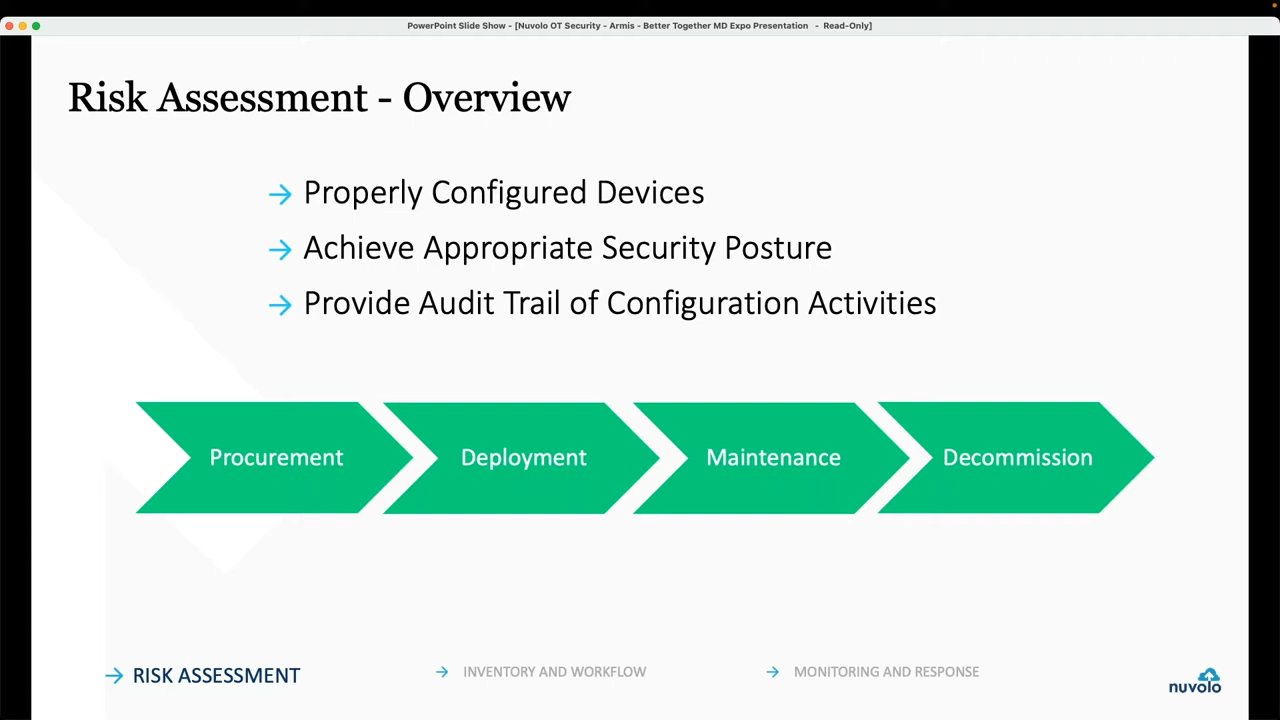 PowerPoint Slide Show - [Nuvolo OT Security - Armis - Better Together MD Expo Presentation - Read-Only]
Risk Assessment - Overview
→ Properly Configured Devices
→ Achieve Appropriate Security Posture
→ Provide Audit Trail of Configuration Activities
Procurement
Deployment
Maintenance
Decommission
→ RISK ASSESSMENT
→ INVENTORY AND WORKFLOW
→ MONITORING AND RESPONSE
nuvolo